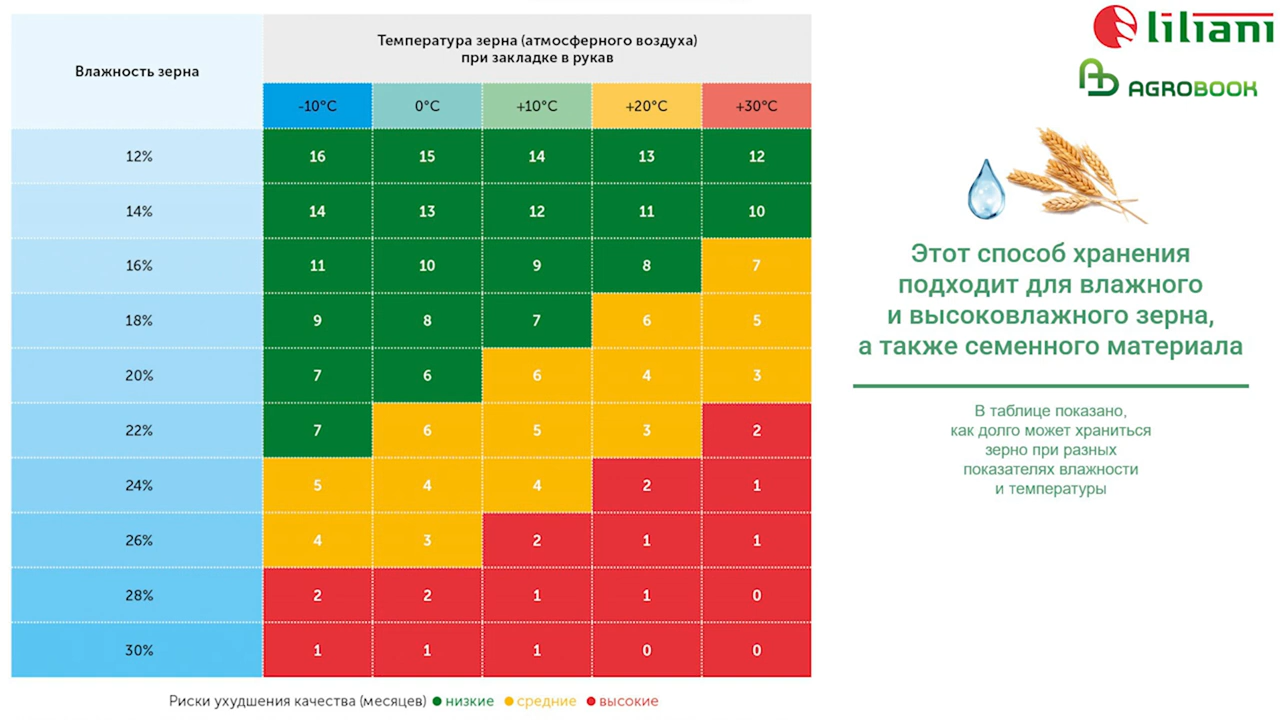 liliani
AGROBOOK
Влажность зерна
Температура зерна (атмосферного воздуха)
при закладке в рукав
-10°C 0°C +10°C +20°C +30°C
12% 16 15 14 13 12
14% 14 13 12 11 10
16% 11 10 9 8 7
18% 9 8 7 6 5
20% 7 6 6 4 3
22% 7 6 5 3 2
24% 5 4 4 2 1
26% 4 3 2 1 1
28% 2 2 1 1 0
30% 1 1 1 0 0
Риски ухудшения качества (месяцев) низкие средние высокие
Этот способ хранения
подходит для влажного
и высоковлажного зерна,
а также семенного материала
В таблице показано,
как долго может храниться
зерно при разных
показателях влажности
и температуры